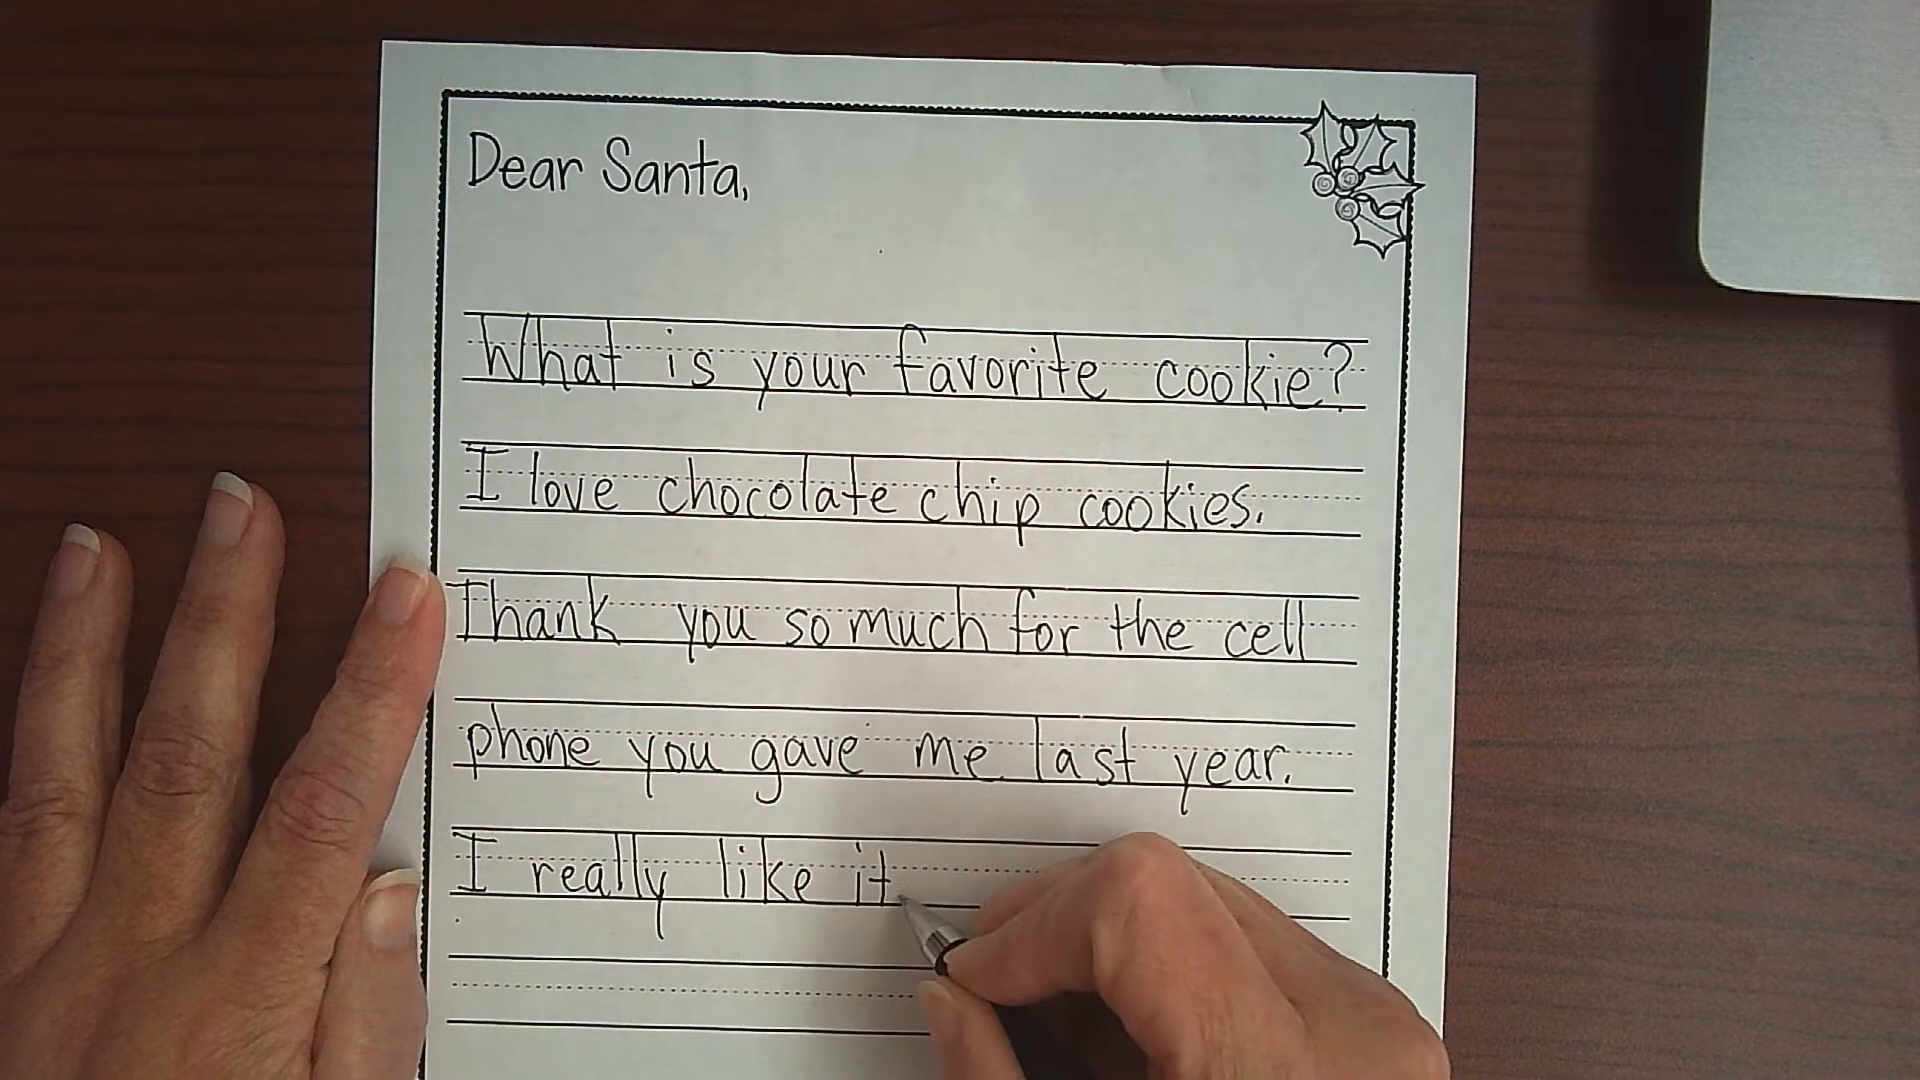 Dear Santa,
What is your favorite cookie?
I love chocolate chip cookies.
Thank you so much for the cell
phone you gave me last year.
I really like it